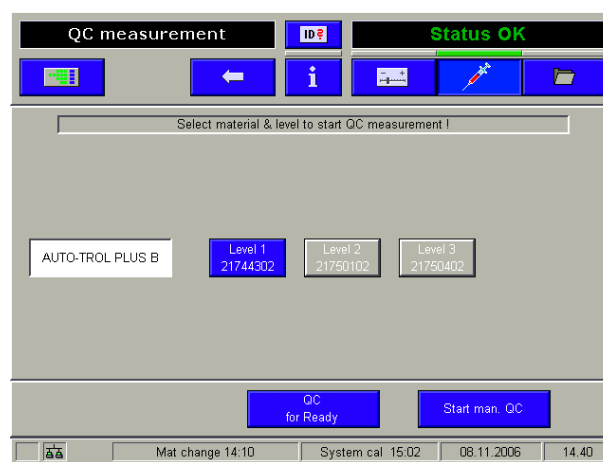 QC measurement
ID?
Status OK
i
Select material & level to start QC measurement !
AUTO-TROL PLUS B
Level 1
21744302
Level 2
21750102
Level 3
21750402
QC
for Ready
Start man. QC
Mat change 14:10
System cal 15:02
08.11.2006
14.40